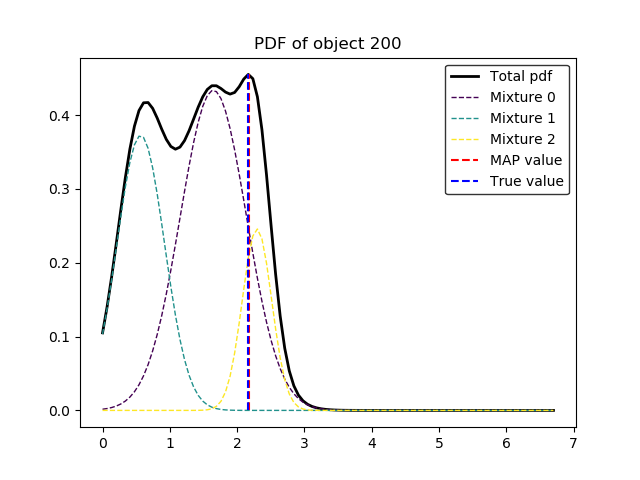 PDF of object 200
Total pdf
Mixture 0
Mixture 1
Mixture 2
MAP value
True value
0.4
0.3
0.2
0.1
0.0
0 1 2 3 4 5 6 7